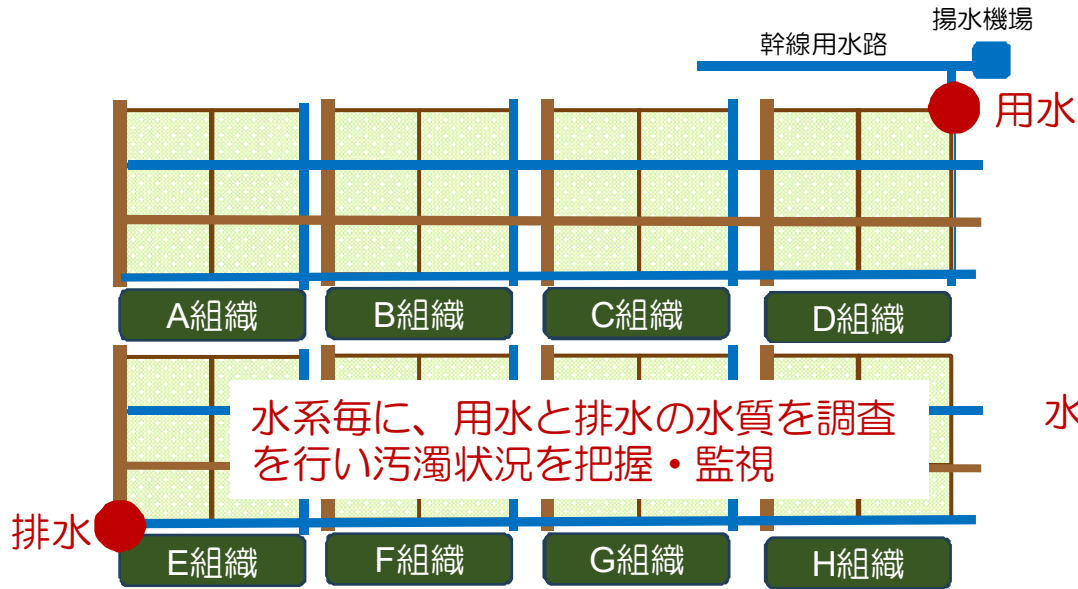 揚水機場
幹線用水路
用水
A組織
B組織
C組織
D組織
水系毎に、用水と排水の水質を調査
を行い汚濁状況を把握・監視
水
排水
E組織
F組織
G組織
H組織